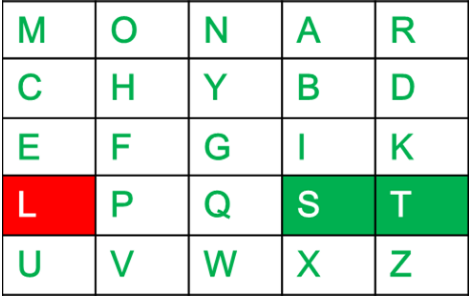 M O N A R
C H Y B D
E F G I K
L P Q S T
U V W X Z